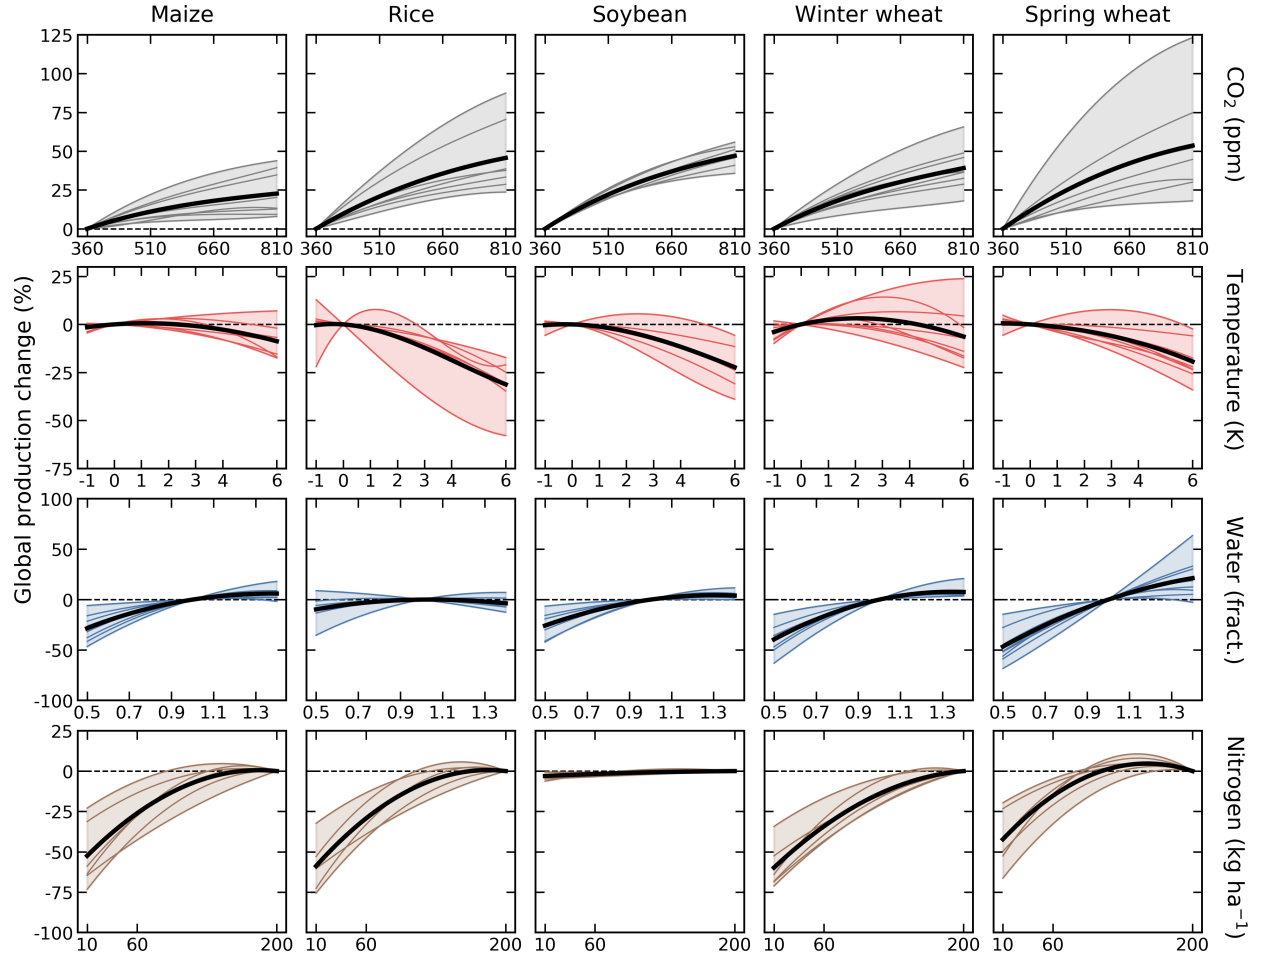 Maize Rice Soybean Winter wheat Spring wheat
Global production change (%)
125
100
75
50
25
0
360 510 660 810 360 510 660 810 360 510 660 810 360 510 660 810 360 510 660 810
CO2 (ppm)
25
0
-25
-50
-75
-1 0 1 2 3 4 6 -1 0 1 2 3 4 6 -1 0 1 2 3 4 6 -1 0 1 2 3 4 6 -1 0 1 2 3 4 6
Temperature (K)
100
50
0
-50
-100
0.5 0.7 0.9 1.1 1.3 0.5 0.7 0.9 1.1 1.3 0.5 0.7 0.9 1.1 1.3 0.5 0.7 0.9 1.1 1.3 0.5 0.7 0.9 1.1 1.3
Water (fract.)
25
0
-25
-50
-75
-100
10 60 200 10 60 200 10 60 200 10 60 200 10 60 200
Nitrogen (kg ha−1)